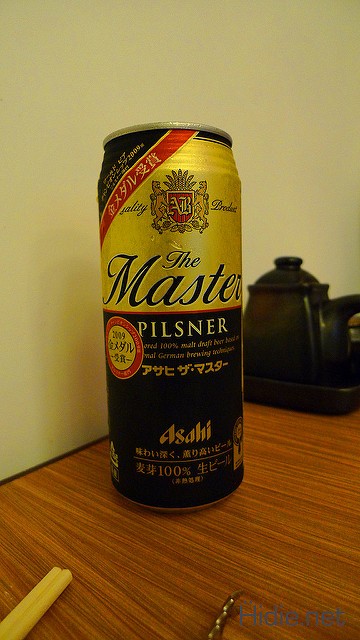 金メダル受賞
Quality Product
AB
The
Master
PILSNER
2009
金メダル
受賞
ored 100% malt draft beer based
nal German brewing techniques.
アサヒ ザ・マスター
Asahi
味わい深く、薫り高いビール
麦芽100% 生ビール
(非熱処理)
Hidie.net